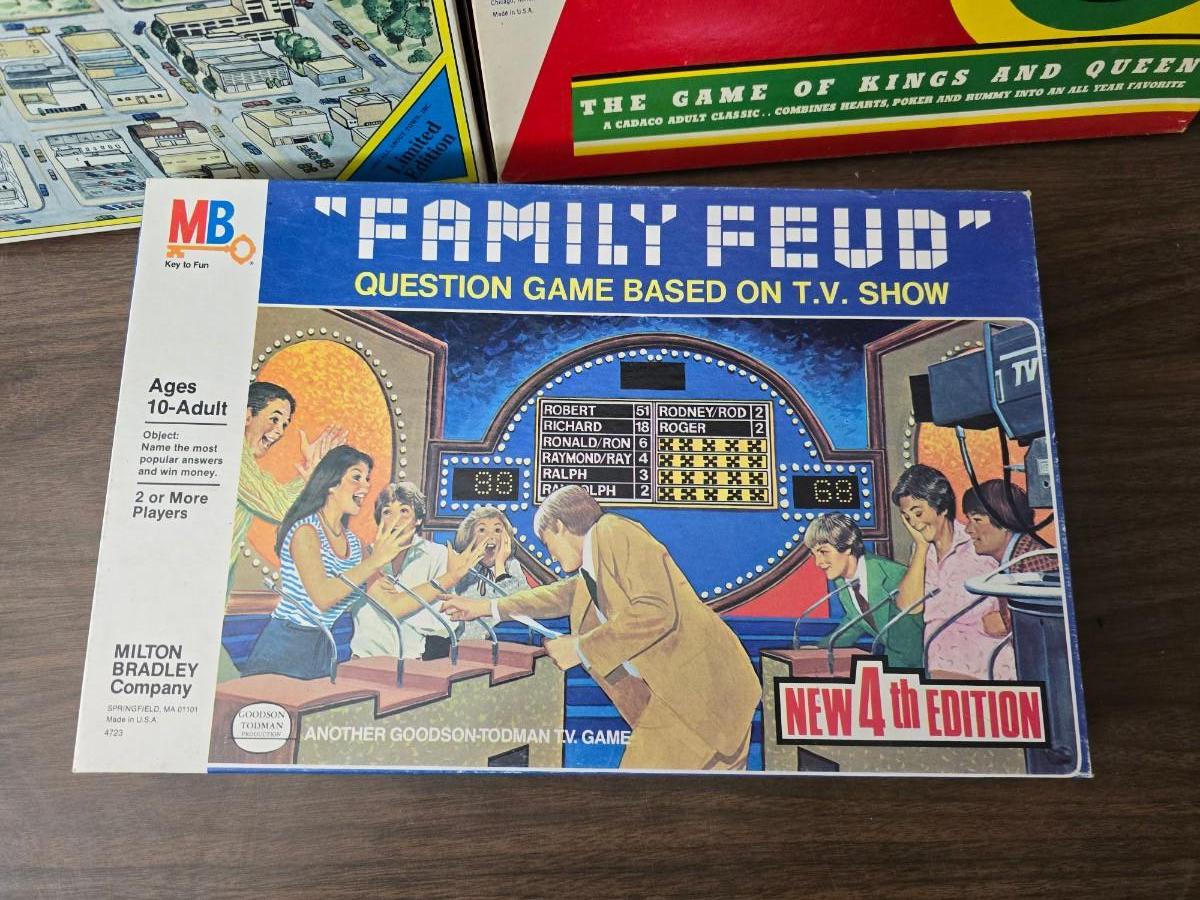 Limited
Edition
Made in U.S.A.
THE GAME OF KINGS AND QUEEN
A CADACO ADULT CLASSIC.. COMBINES HEARTS, POKER AND RUMMY INTO AN ALL YEAR FAVORITE
MB
Key to Fun
"FAMILY FEUD"
QUESTION GAME BASED ON T.V. SHOW
Ages
10-Adult
Object:
Name the most
popular answers
and win money.
2 or More
Players
MILTON
BRADLEY
Company
SPRINGFIELD, MA 01101
Made in U.S.A.
4723
ROBERT 51
RICHARD 18
RONALD/RON 6
RAYMOND/RAY 4
RALPH 3
RA OLPH 2
RODNEY/ROD 2
ROGER 2
80
68
TV
GOODSON
TODMAN
PRODUCTION
ANOTHER GOODSON-TODMAN T.V. GAME
NEW 4th EDITION